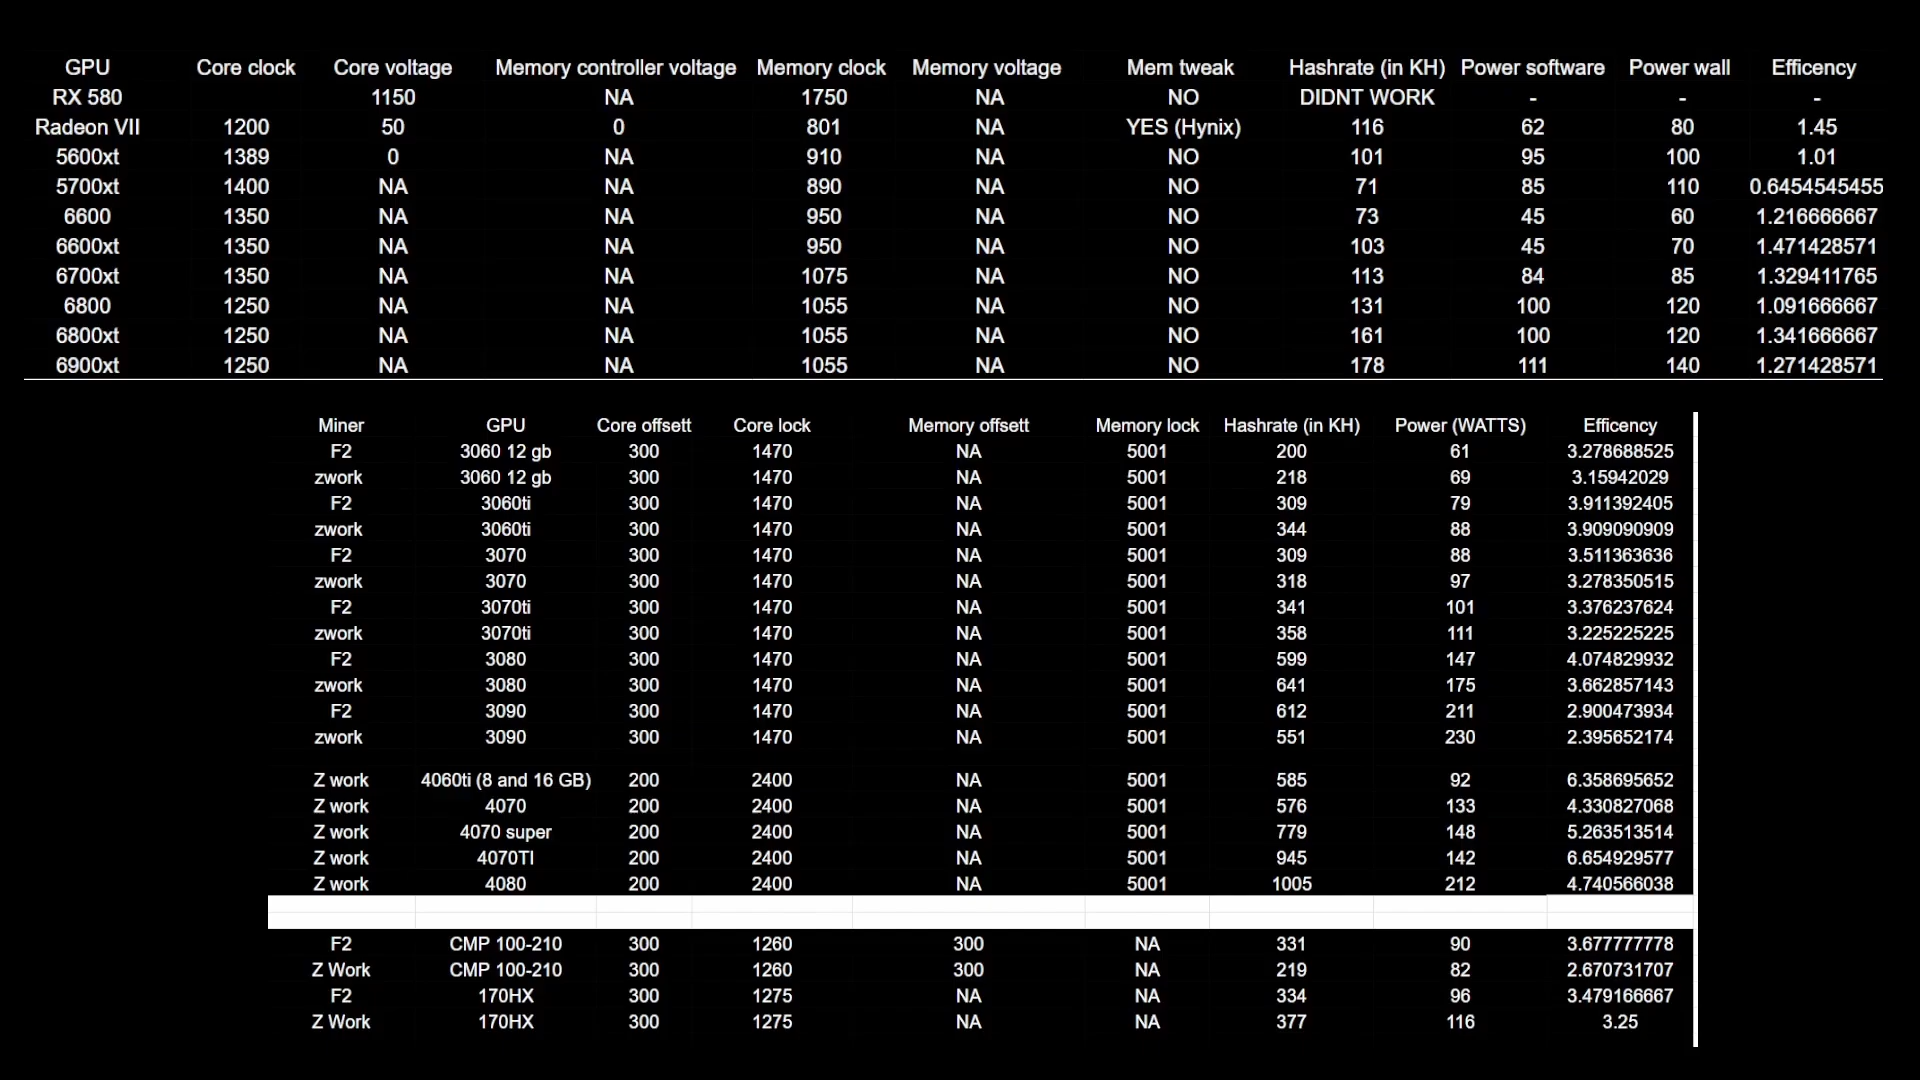 GPU Core clock Core voltage Memory controller voltage Memory clock Memory voltage Mem tweak Hashrate (in KH) Power software Power wall Efficency
RX 580 1150 NA 1750 NA NO DIDNT WORK - - -
Radeon VII 1200 50 0 801 NA YES (Hynix) 116 62 80 1.45
5600xt 1389 0 NA 910 NA NO 101 95 100 1.01
5700xt 1400 NA NA 890 NA NO 71 85 110 0.6454545455
6600 1350 NA NA 950 NA NO 73 45 60 1.216666667
6600xt 1350 NA NA 950 NA NO 103 45 70 1.471428571
6700xt 1350 NA NA 1075 NA NO 113 84 85 1.329411765
6800 1250 NA NA 1055 NA NO 131 100 120 1.091666667
6800xt 1250 NA NA 1055 NA NO 161 100 120 1.341666667
6900xt 1250 NA NA 1055 NA NO 178 111 140 1.271428571
Miner GPU Core offsett Core lock Memory offsett Memory lock Hashrate (in KH) Power (WATTS) Efficency
F2 3060 12 gb 300 1470 NA 5001 200 61 3.278688525
zwork 3060 12 gb 300 1470 NA 5001 218 69 3.15942029
F2 3060ti 300 1470 NA 5001 309 79 3.911392405
zwork 3060ti 300 1470 NA 5001 344 88 3.909090909
F2 3070 300 1470 NA 5001 309 88 3.511363636
zwork 3070 300 1470 NA 5001 318 97 3.278350515
F2 3070ti 300 1470 NA 5001 341 101 3.376237624
zwork 3070ti 300 1470 NA 5001 358 111 3.225225225
F2 3080 300 1470 NA 5001 599 147 4.074829932
zwork 3080 300 1470 NA 5001 641 175 3.662857143
F2 3090 300 1470 NA 5001 612 211 2.900473934
zwork 3090 300 1470 NA 5001 551 230 2.395652174
Z work 4060ti (8 and 16 GB) 200 2400 NA 5001 585 92 6.358695652
Z work 4070 200 2400 NA 5001 576 133 4.330827068
Z work 4070 super 200 2400 NA 5001 779 148 5.263513514
Z work 4070TI 200 2400 NA 5001 945 142 6.654929577
Z work 4080 200 2400 NA 5001 1005 212 4.740566038
F2 CMP 100-210 300 1260 300 NA 331 90 3.677777778
Z Work CMP 100-210 300 1260 300 NA 219 82 2.670731707
F2 170HX 300 1275 NA NA 334 96 3.479166667
Z Work 170HX 300 1275 NA NA 377 116 3.25